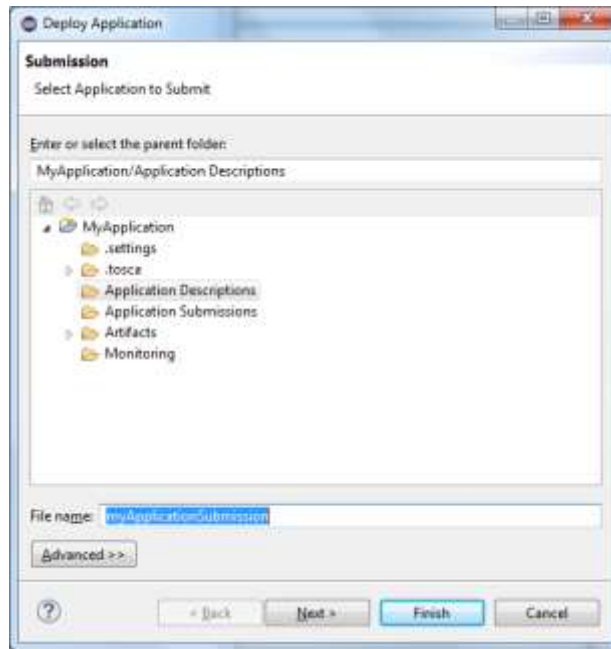 Deploy Application
Submission
Select Application to Submit
Enter or select the parent folder:
MyApplication/Application Descriptions
MyApplication
.settings
.tosca
Application Descriptions
Application Submissions
Artifacts
Monitoring
File name: myApplicationSubmission
Advanced >>
? < Back Next > Finish Cancel